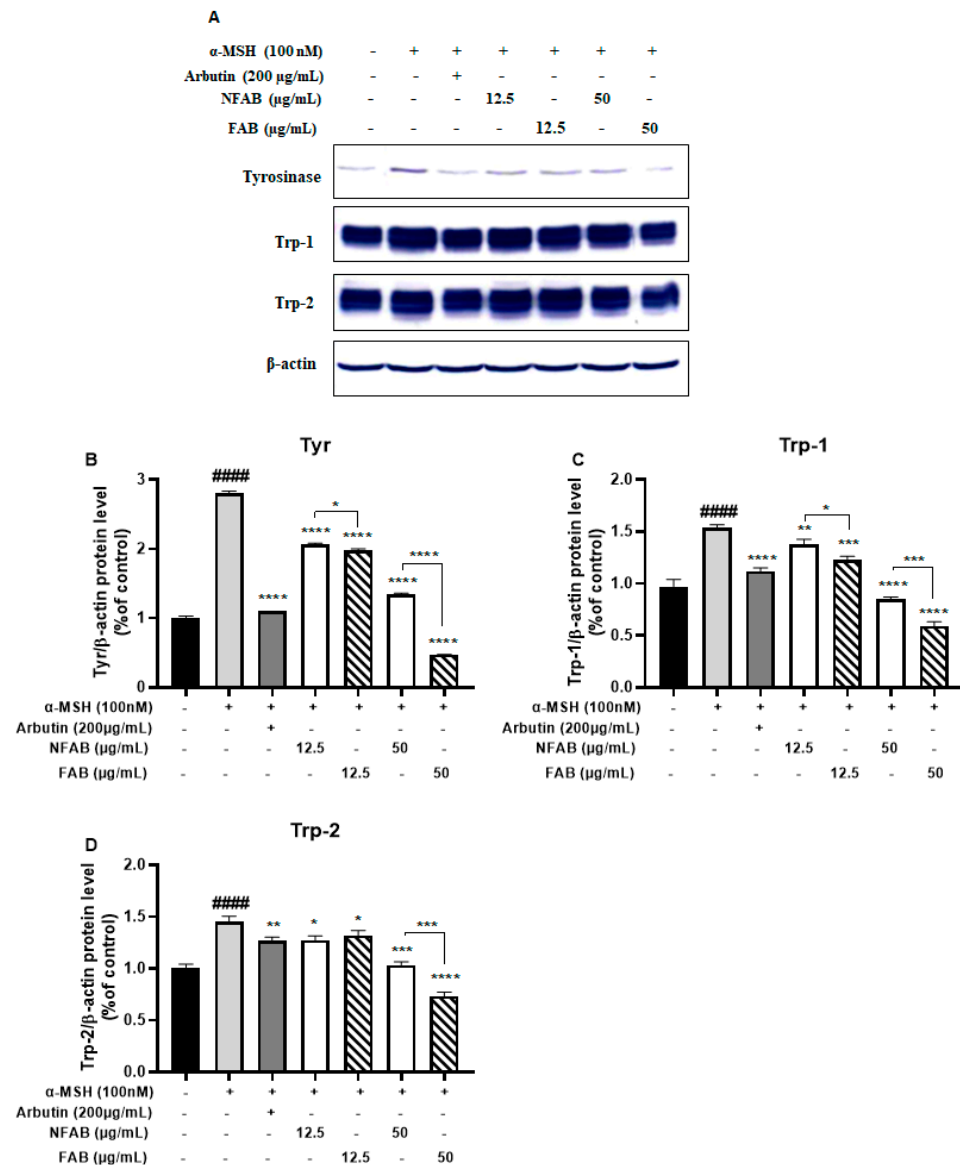 A
α-MSH (100 nM) - + + + + + +
Arbutin (200 µg/mL) - - + - - - -
NFAB (µg/mL) - - - 12.5 - 50 -
FAB (µg/mL) - - - - 12.5 - 50
Tyrosinase
Trp-1
Trp-2
β-actin
B
Tyr
Tyr/β-actin protein level
(%of control)
3
2
1
0
####
****
****
*
****
****
****
****
α-MSH (100nM) - + + + + + +
Arbutin (200µg/mL) - - + - - - -
NFAB (µg/mL) - - - 12.5 - 50 -
FAB (µg/mL) - - - - 12.5 - 50
C
Trp-1
Trp-1/β-actin protein level
(%of control)
2.0
1.5
1.0
0.5
0.0
####
****
**
*
***
****
***
****
α-MSH (100nM) - + + + + + +
Arbutin (200µg/mL) - - + - - - -
NFAB (µg/mL) - - - 12.5 - 50 -
FAB (µg/mL) - - - - 12.5 - 50
D
Trp-2
Trp-2/β-actin protein level
(%of control)
2.0
1.5
1.0
0.5
0.0
####
**
*
*
***
***
****
α-MSH (100nM) - + + + + + +
Arbutin (200µg/mL) - - + - - - -
NFAB (µg/mL) - - - 12.5 - 50 -
FAB (µg/mL) - - - - 12.5 - 50